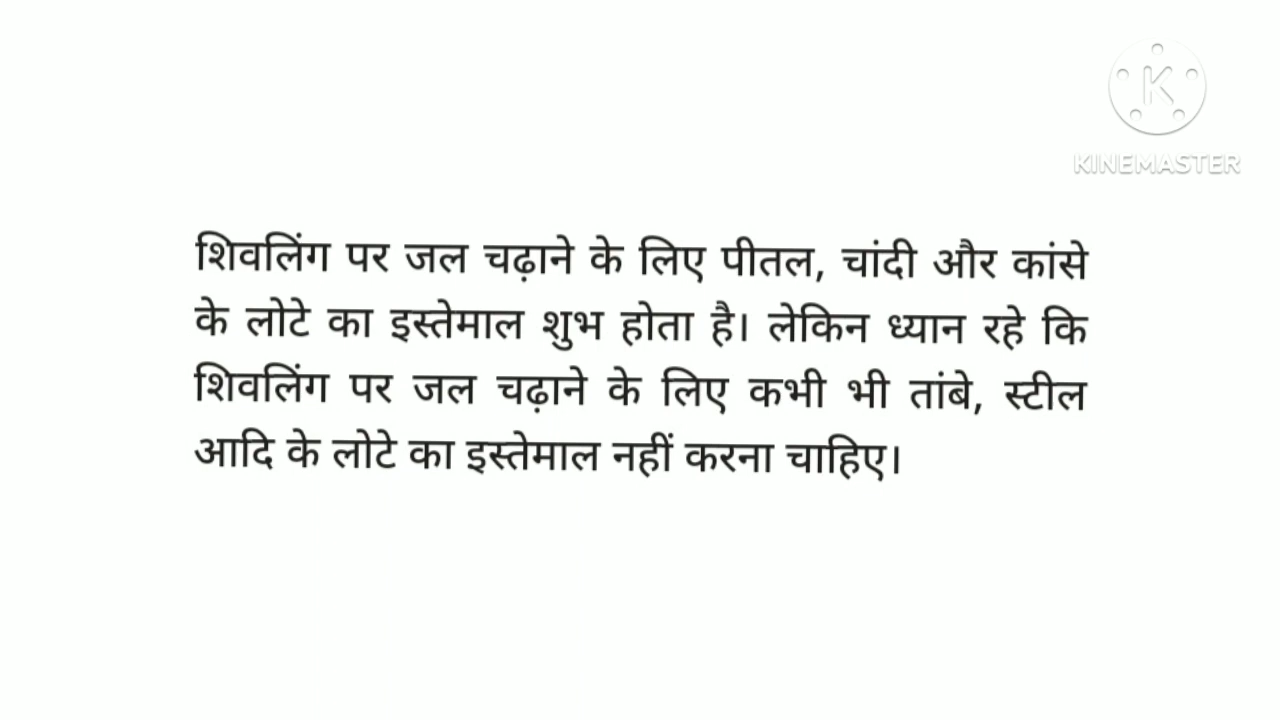 KINEMASTER
शिवलिंग पर जल चढ़ाने के लिए पीतल, चांदी और कांसे
के लोटे का इस्तेमाल शुभ होता है। लेकिन ध्यान रहे कि
शिवलिंग पर जल चढ़ाने के लिए कभी भी तांबे, स्टील
आदि के लोटे का इस्तेमाल नहीं करना चाहिए।